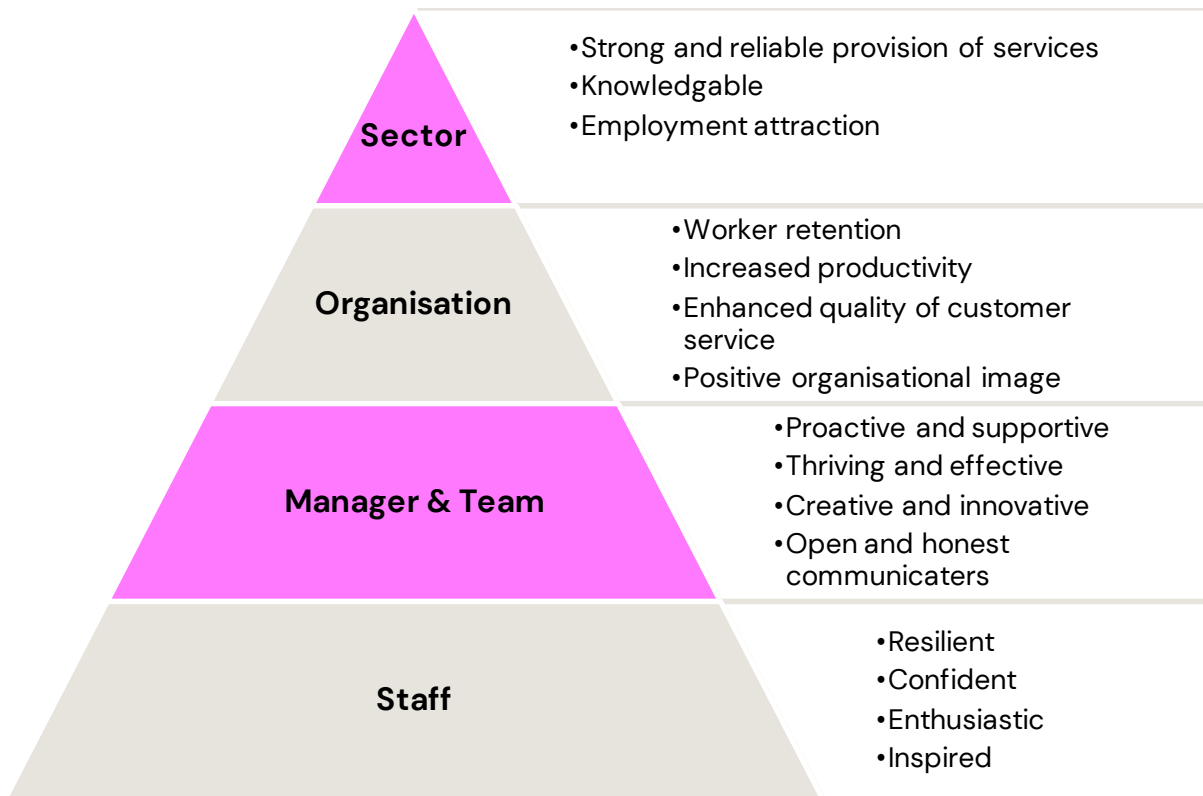 Sector
•Strong and reliable provision of services
•Knowledgable
•Employment attraction
Organisation
•Worker retention
•Increased productivity
•Enhanced quality of customer
service
•Positive organisational image
Manager & Team
•Proactive and supportive
•Thriving and effective
•Creative and innovative
•Open and honest
communicaters
Staff
•Resilient
•Confident
•Enthusiastic
•Inspired